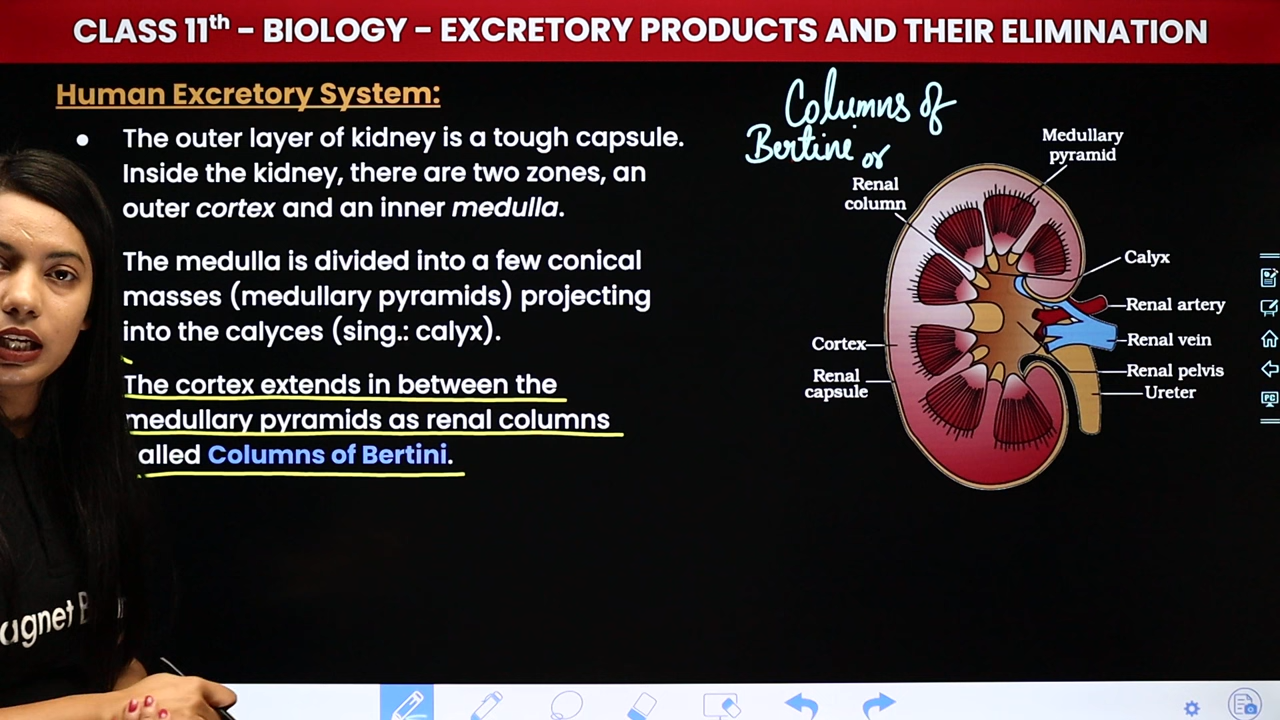 CLASS 11th – BIOLOGY – EXCRETORY PRODUCTS AND THEIR ELIMINATION
Human Excretory System:
• The outer layer of kidney is a tough capsule.
Inside the kidney, there are two zones, an
outer cortex and an inner medulla.
The medulla is divided into a few conical
masses (medullary pyramids) projecting
into the calyces (sing.: calyx).
The cortex extends in between the
medullary pyramids as renal columns
alled Columns of Bertini.
Columns of
Bertine or
Medullary
pyramid
Renal
column
Calyx
Renal artery
Renal vein
Renal pelvis
Ureter
Cortex
Renal
capsule
agnet B
PC